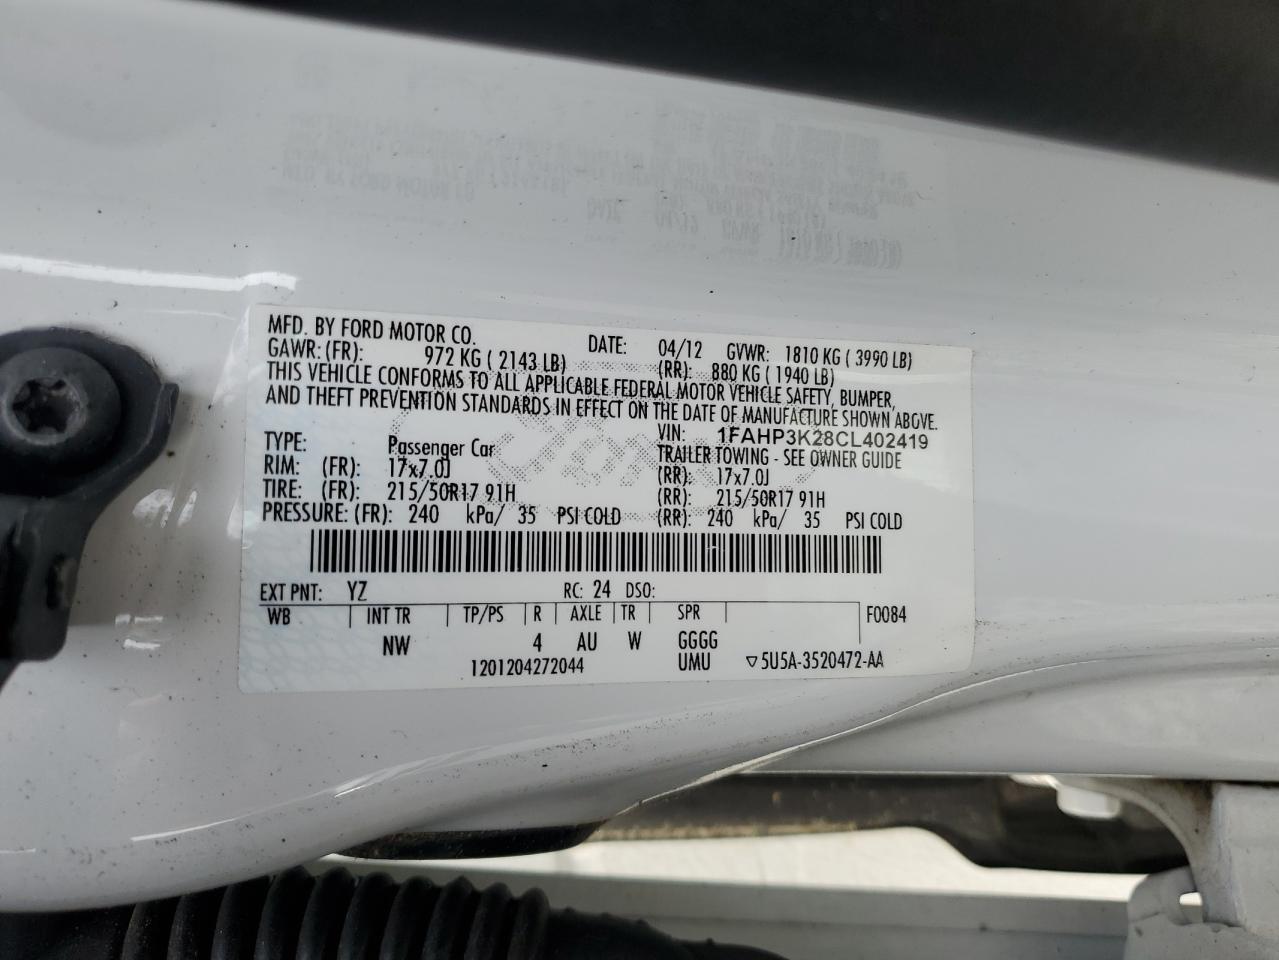 MFD. BY FORD MOTOR CO. DATE: 04/12 GVWR: 1810 KG ( 3990 LB)
GAWR: (FR): 972 KG ( 2143 LB) (RR): 880 KG ( 1940 LB)
THIS VEHICLE CONFORMS TO ALL APPLICABLE FEDERAL MOTOR VEHICLE SAFETY, BUMPER,
AND THEFT PREVENTION STANDARDS IN EFFECT ON THE DATE OF MANUFACTURE SHOWN ABOVE.
VIN: 1FAHP3K28CL402419
TYPE: Passenger Car TRAILER TOWING - SEE OWNER GUIDE
RIM: (FR): 17x7.0J (RR): 17x7.0J
TIRE: (FR): 215/50R17 91H (RR): 215/50R17 91H
PRESSURE: (FR): 240 kPa/ 35 PSI COLD (RR): 240 kPa/ 35 PSI COLD
EXT PNT: YZ RC: 24 DSO:
WB INT TR TP/PS R AXLE TR SPR F0084
NW 4 AU W GGGG
1201204272044 UMU ▽5U5A-3520472-AA